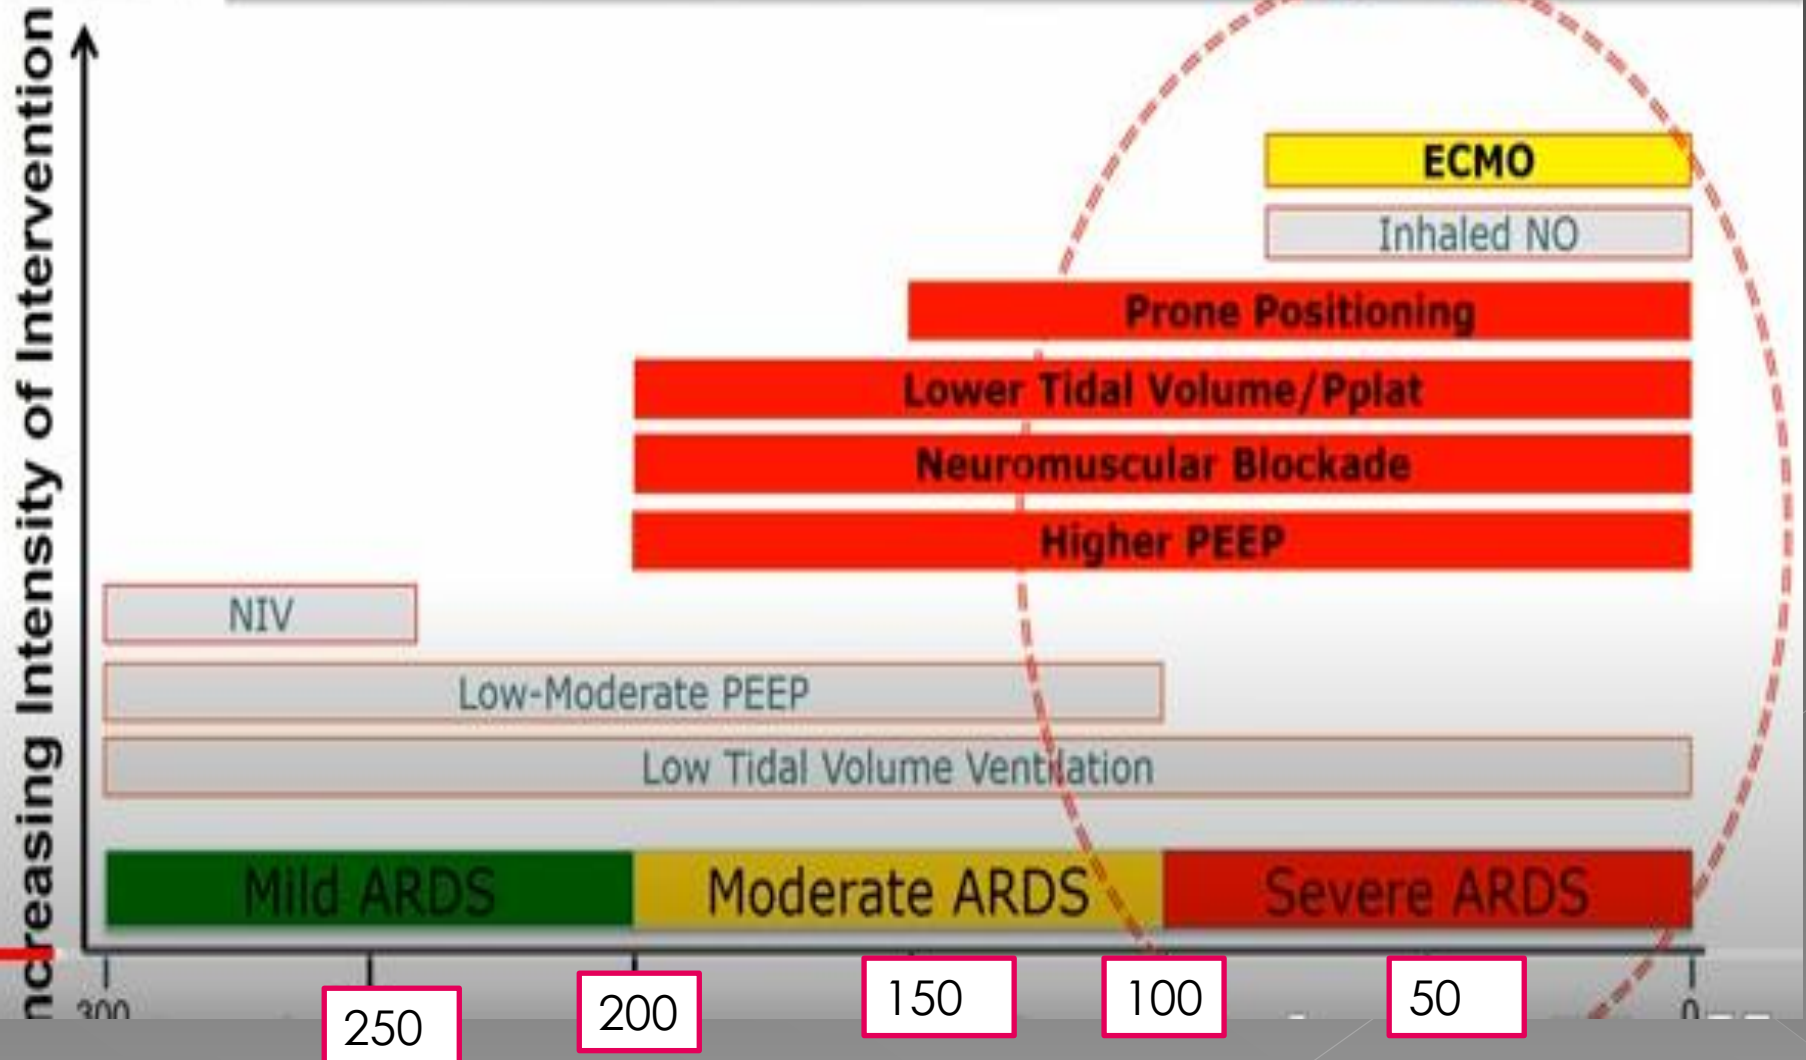 ncreasing Intensity of Intervention
ECMO
Inhaled NO
Prone Positioning
Lower Tidal Volume/Pplat
Neuromuscular Blockade
Higher PEEP
NIV
Low-Moderate PEEP
Low Tidal Volume Ventilation
Mild ARDS Moderate ARDS Severe ARDS
300 250 200 150 100 50 0